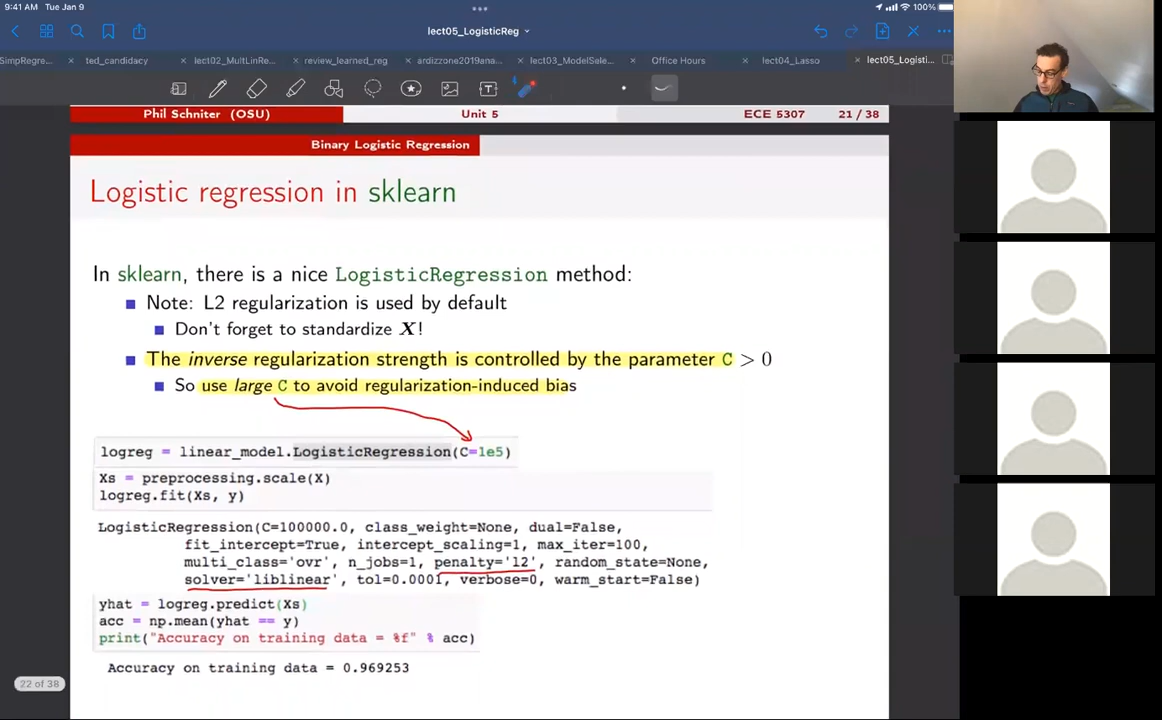 9:41 AM Tue Jan 9
100%
lect05_LogisticReg
SimpRegre...
ted_candidacy
× lect02_MultLinRe...
× review_learned_reg
× ardizzone2019ana...
× lect03_ModelSele...
× Office Hours
× lect04_Lasso
× lect05_Logisti...
Phil Schniter (OSU) Unit 5 ECE 5307 21 / 38
Binary Logistic Regression
Logistic regression in sklearn
In sklearn, there is a nice LogisticRegression method:
Note: L2 regularization is used by default
Don't forget to standardize X!
The inverse regularization strength is controlled by the parameter C > 0
So use large C to avoid regularization-induced bias
logreg = linear_model.LogisticRegression(C=1e5)
Xs = preprocessing.scale(X)
logreg.fit(Xs, y)
LogisticRegression(C=100000.0, class_weight=None, dual=False,
fit_intercept=True, intercept_scaling=1, max_iter=100,
multi_class='ovr', n_jobs=1, penalty='l2', random_state=None,
solver='liblinear', tol=0.0001, verbose=0, warm_start=False)
yhat = logreg.predict(Xs)
acc = np.mean(yhat == y)
print("Accuracy on training data = %f" % acc)
Accuracy on training data = 0.969253
22 of 38